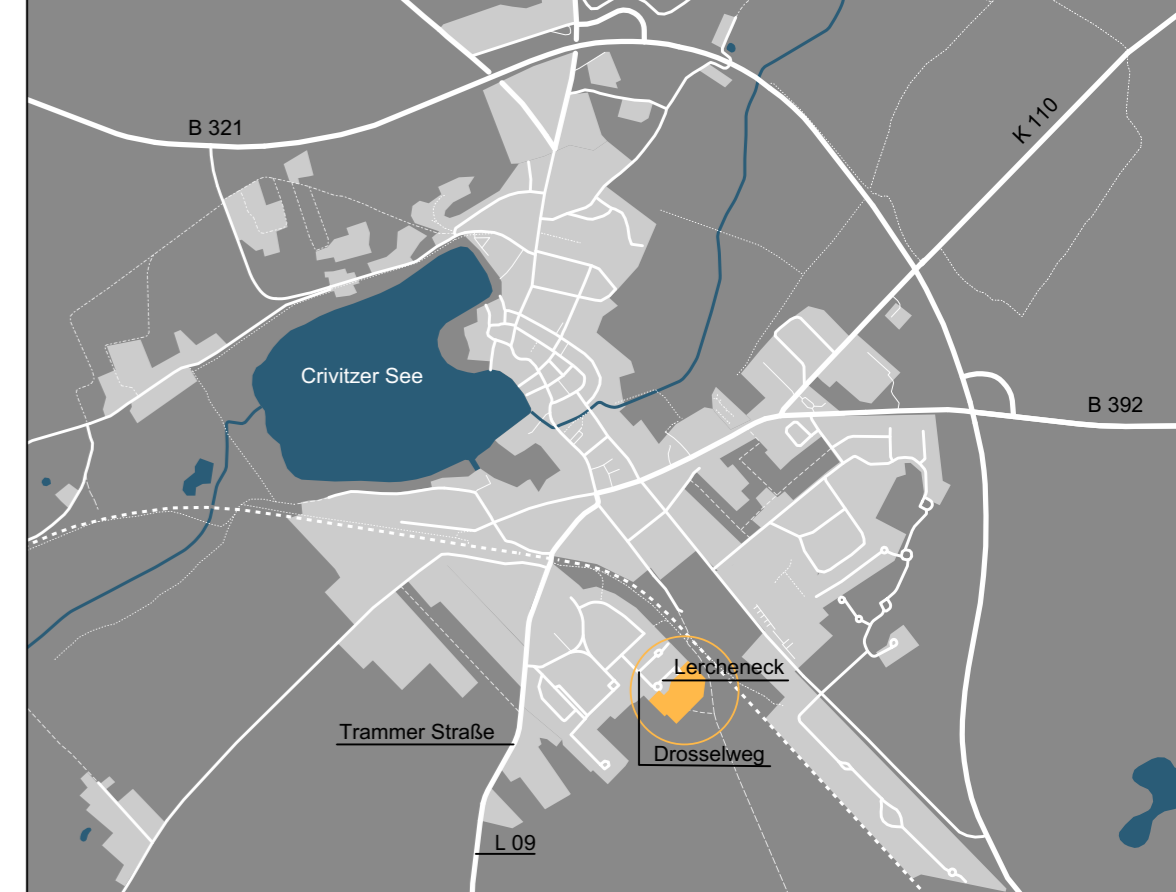 B 321
K 110
Crivitzer See
B 392
Lercheneck
Trammer Straße
Drosselweg
L 09